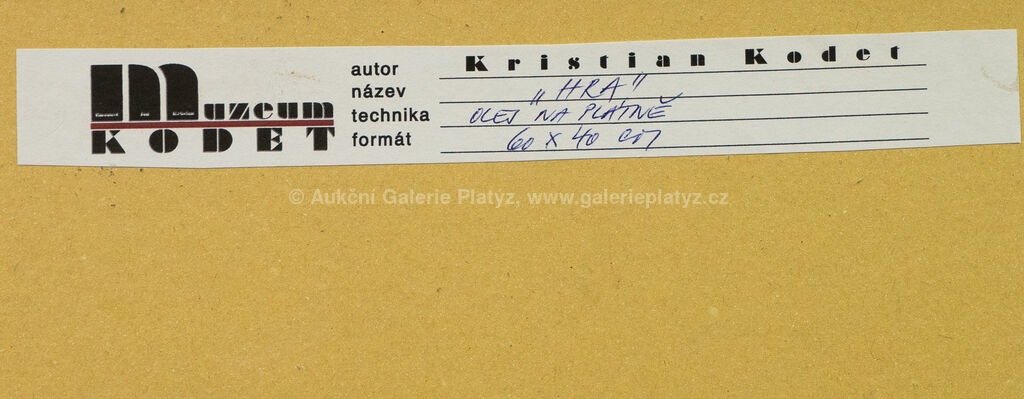 muzeum
KODET
autor Kristian Kodet
název „HRA"
technika OLEJ NA PLÁTNĚ
formát 60 x 40 cm
© Aukční Galerie Platýz, www.galerieplatyz.cz